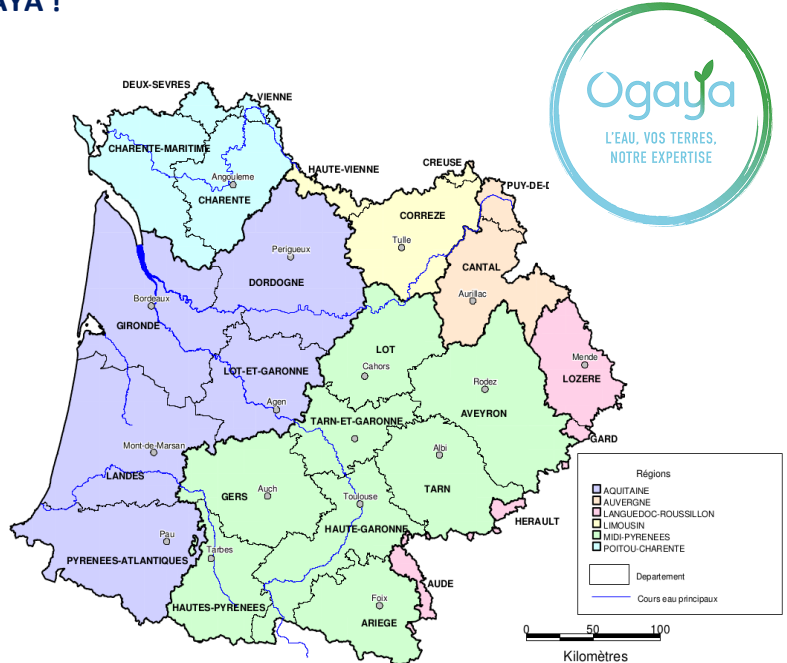 AYA !
Ogaya
L'EAU, VOS TERRES,
NOTRE EXPERTISE
DEUX-SEVRES
VIENNE
CHARENTE-MARITIME
HAUTE-VIENNE
CREUSE
PUY-DE-D
Angouleme
CHARENTE
CORREZE
Tulle
Perigueux
DORDOGNE
CANTAL
Aurillac
Bordeaux
GIRONDE
LOT
Mende
LOZERE
LOT-ET-GARONNE
Cahors
Rodez
Agen
AVEYRON
TARN-ET-GARONNE
GARD
Mont-de-Marsan
Albi
LANDES
GERS
Auch
TARN
Toulouse
HERAULT
HAUTE-GARONNE
Pau
Tarbes
PYRENEES-ATLANTIQUES
AUDE
HAUTES-PYRENEES
Foix
ARIEGE
Régions
AQUITAINE
AUVERGNE
LANGUEDOC-ROUSSILLON
LIMOUSIN
MIDI-PYRENEES
POITOU-CHARENTE
Departement
Cours eau principaux
0 50 100
Kilomètres